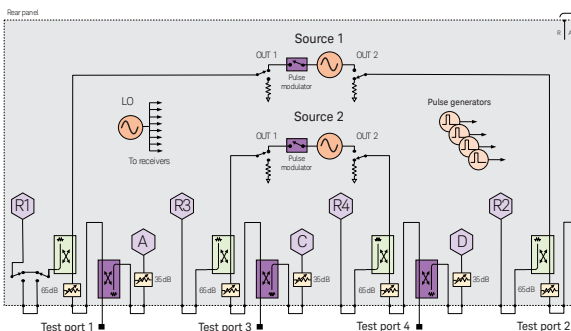 Rear panel
R A
Source 1
OUT 1
OUT 2
Pulse
modulator
LO
To receivers
Source 2
OUT 1
OUT 2
Pulse
modulator
Pulse generators
R1
R3
R4
R2
A
C
D
35dB
35dB
35dB
65dB
65dB
65dB
65dB
Test port 1
Test port 3
Test port 4
Test port 2